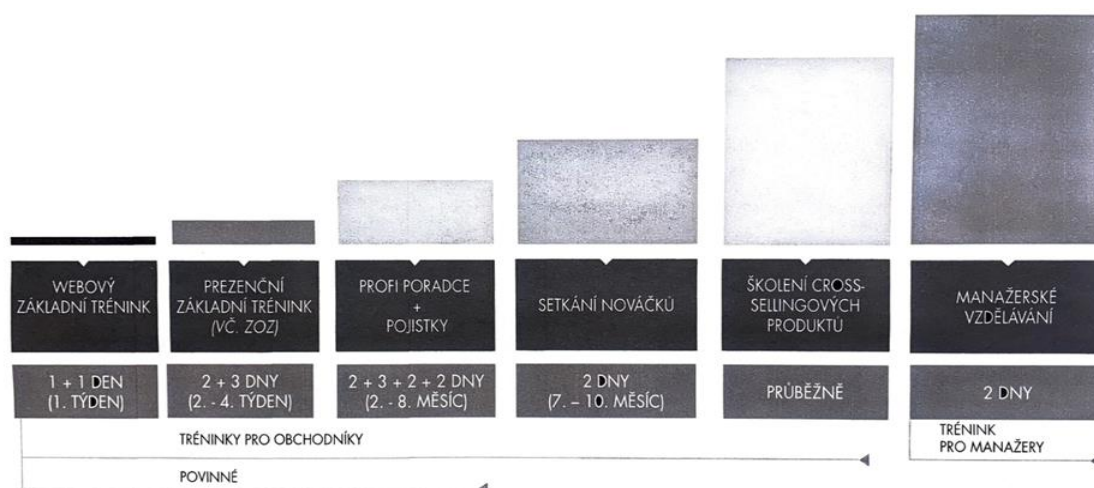 WEBOVÝ
ZÁKLADNÍ TRÉNINK
PREZENČNÍ
ZÁKLADNÍ TRÉNINK
(VČ. ZOZ)
PROFI PORADCE
+
POJISTKY
SETKÁNÍ NOVÁČKŮ
ŠKOLENÍ CROSS-
SELLINGOVÝCH
PRODUKTŮ
MANAŽERSKÉ
VZDĚLÁVÁNÍ
1 + 1 DEN
(1. TÝDEN)
2 + 3 DNY
(2. - 4. TÝDEN)
2 + 3 + 2 + 2 DNY
(2. - 8. MĚSÍC)
2 DNY
(7. – 10. MĚSÍC)
PRŮBĚŽNĚ
2 DNY
TRÉNINKY PRO OBCHODNÍKY
TRÉNINK
PRO MANAŽERY
POVINNÉ